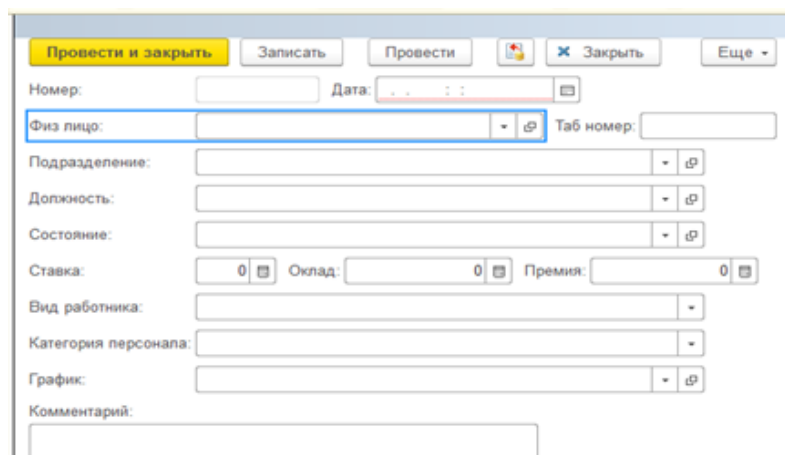 Провести и закрыть Записать Провести Закрыть Еще
Номер: Дата: . . : :
Физ лицо: Таб номер:
Подразделение:
Должность:
Состояние:
Ставка: 0 Оклад: 0 Премия: 0
Вид работника:
Категория персонала:
График:
Комментарий: